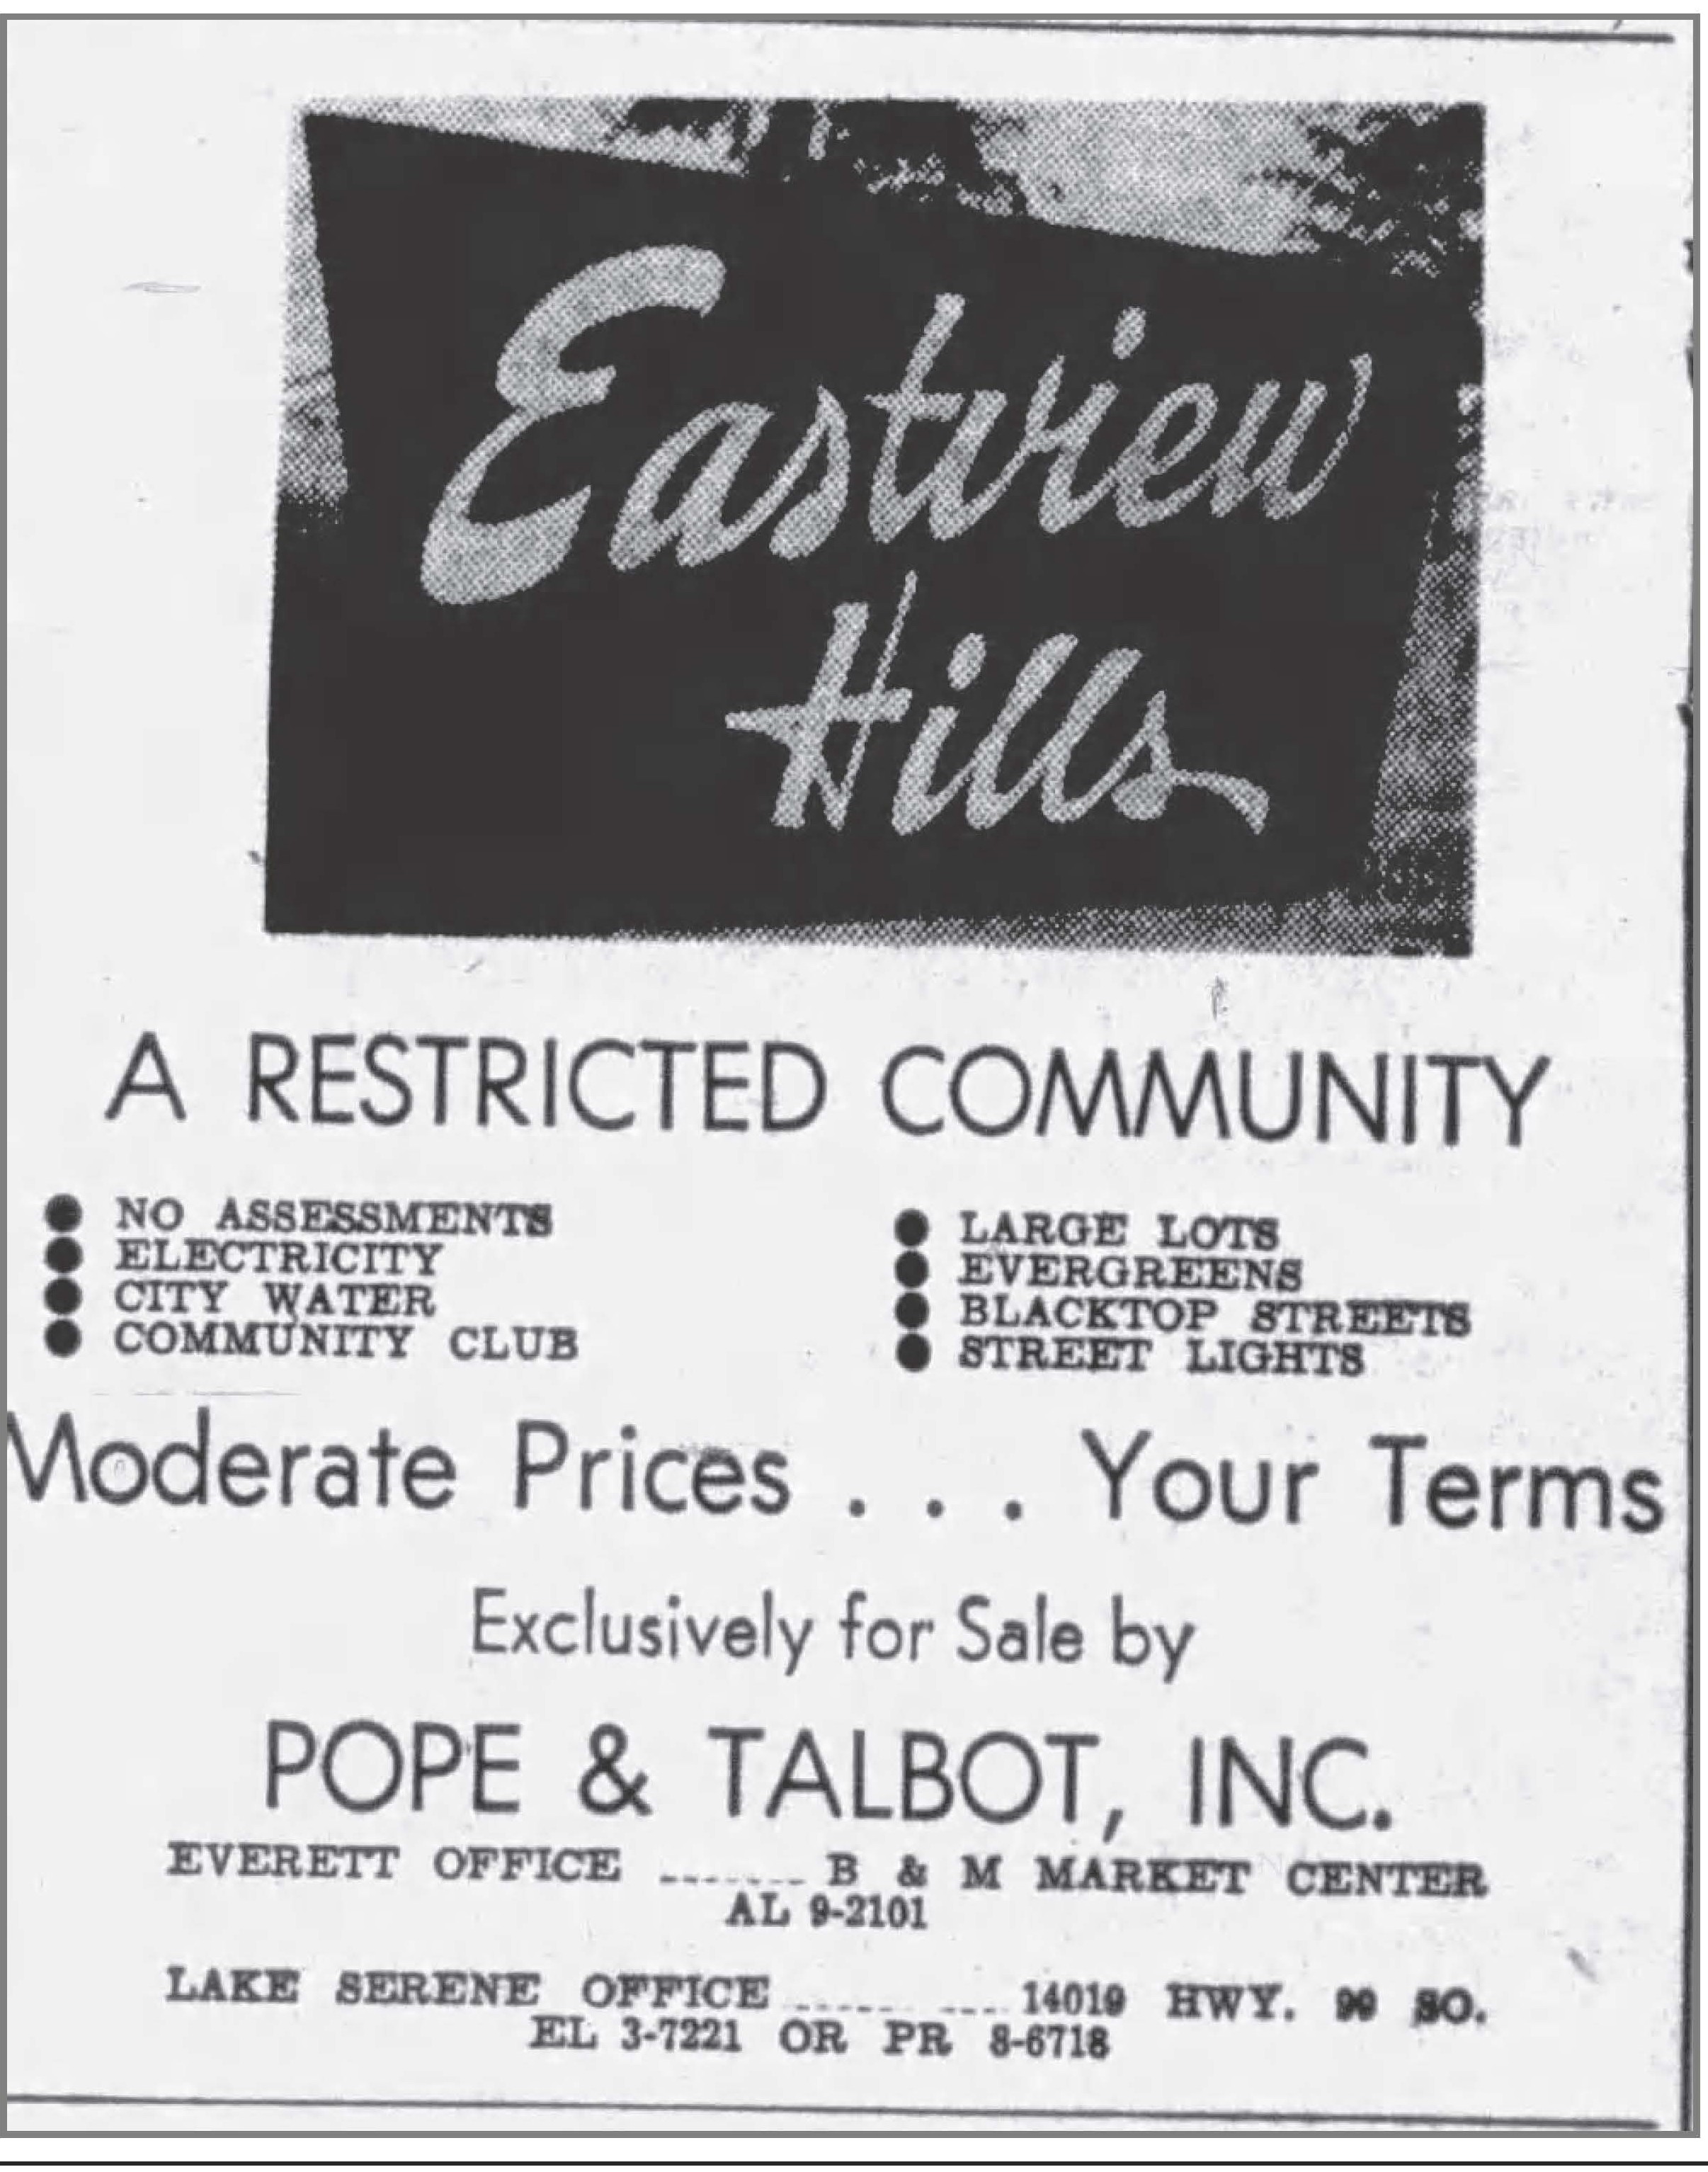 Eastview
Hills
A RESTRICTED COMMUNITY
● NO ASSESSMENTS
● ELECTRICITY
● CITY WATER
● COMMUNITY CLUB
● LARGE LOTS
● EVERGREENS
● BLACKTOP STREETS
● STREET LIGHTS
Moderate Prices . . . Your Terms
Exclusively for Sale by
POPE & TALBOT, INC.
EVERETT OFFICE ....... B & M MARKET CENTER
AL 9-2101
LAKE SERENE OFFICE ...... .... 14019 HWY. 99 SO.
EL 3-7221 OR PR 8-6718